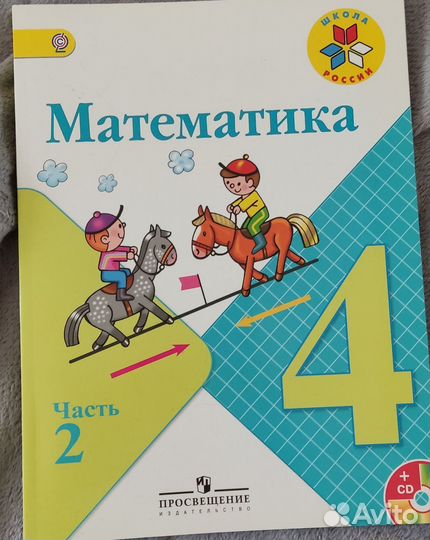 ШКОЛА
РОССИИ
Математика
4
Часть
2
+
CD
ПРОСВЕЩЕНИЕ
ИЗДАТЕЛЬСТВО
Avito